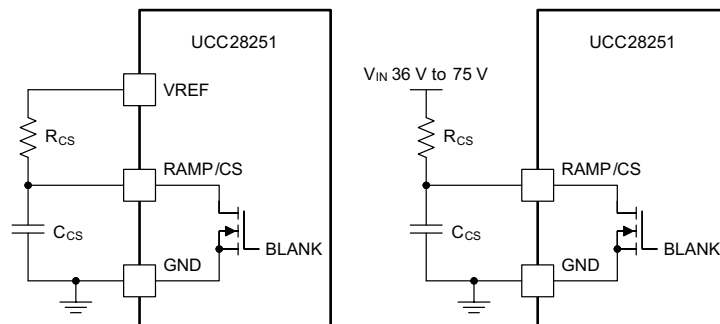 UCC28251
VREF
RCS
RAMP/CS
CCS
BLANK
GND
UCC28251
VIN 36 V to 75 V
RCS
RAMP/CS
CCS
BLANK
GND